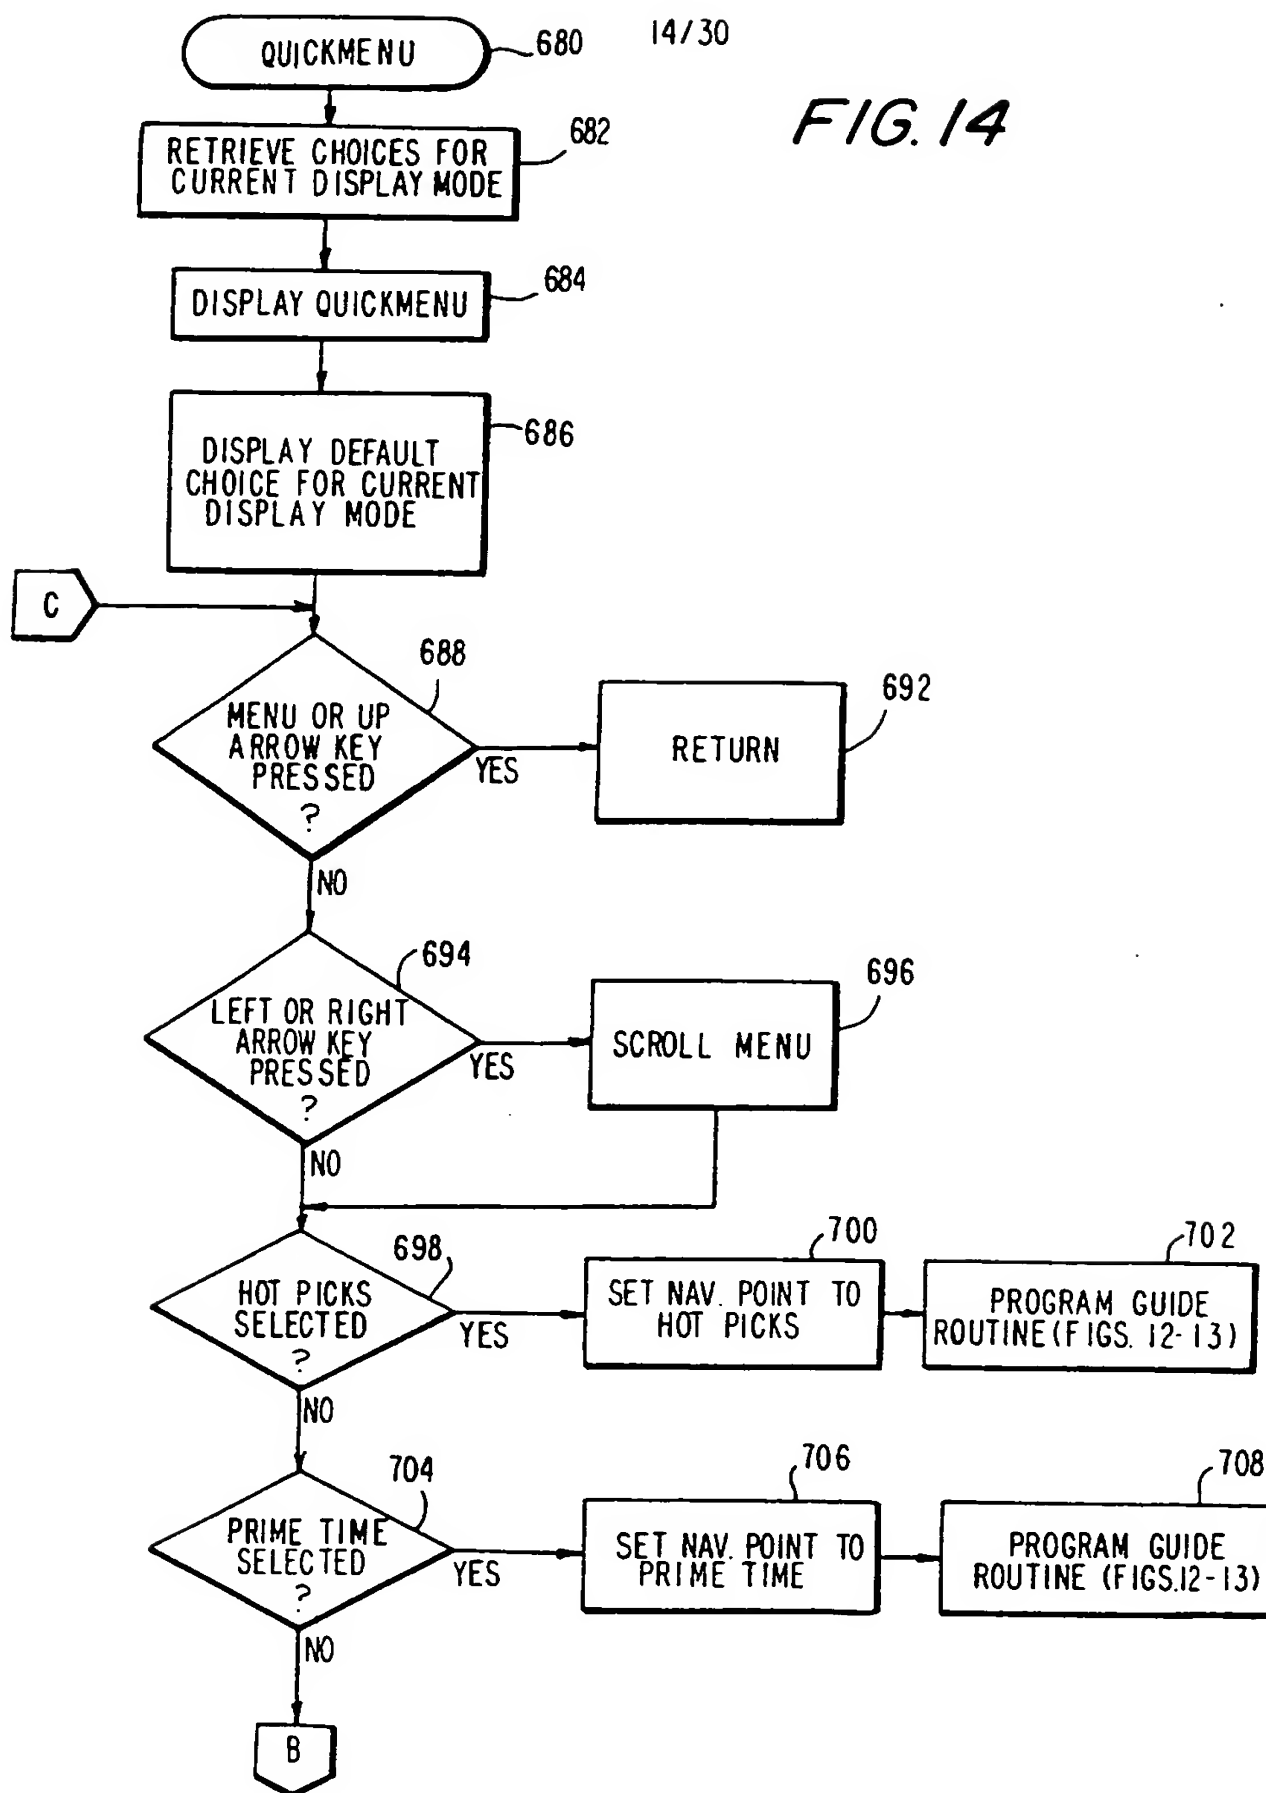 QUICKMENU
680
14/30
FIG. 14
RETRIEVE CHOICES FOR
CURRENT DISPLAY MODE
682
DISPLAY QUICKMENU
684
DISPLAY DEFAULT
CHOICE FOR CURRENT
DISPLAY MODE
686
C
MENU OR UP
ARROW KEY
PRESSED
?
688
YES
RETURN
692
NO
LEFT OR RIGHT
ARROW KEY
PRESSED
?
694
YES
SCROLL MENU
696
NO
HOT PICKS
SELECTED
?
698
YES
SET NAV. POINT TO
HOT PICKS
700
PROGRAM GUIDE
ROUTINE (FIGS. 12-13)
702
NO
PRIME TIME
SELECTED
?
704
YES
SET NAV. POINT TO
PRIME TIME
706
PROGRAM GUIDE
ROUTINE (FIGS.12-13)
708
NO
B